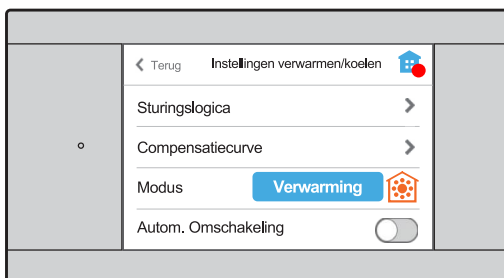 Terug Instellingen verwarmen/koelen
Sturingslogica
Compensatiecurve
Modus Verwarming
Autom. Omschakeling